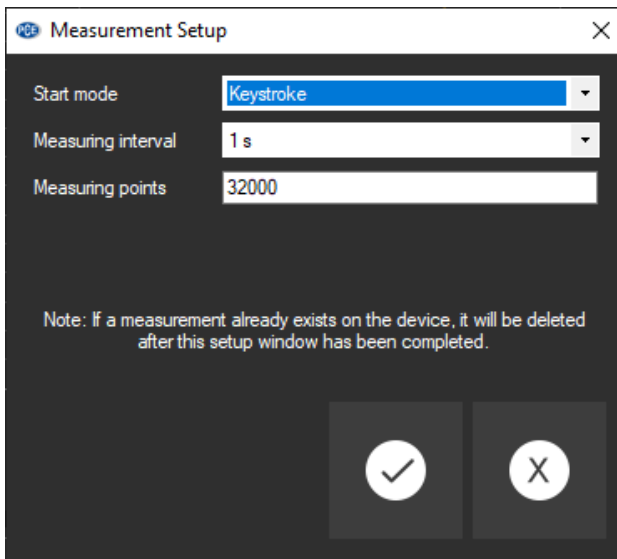 PCE Measurement Setup
Start mode Keystroke
Measuring interval 1 s
Measuring points 32000
Note: If a measurement already exists on the device, it will be deleted
after this setup window has been completed.
X